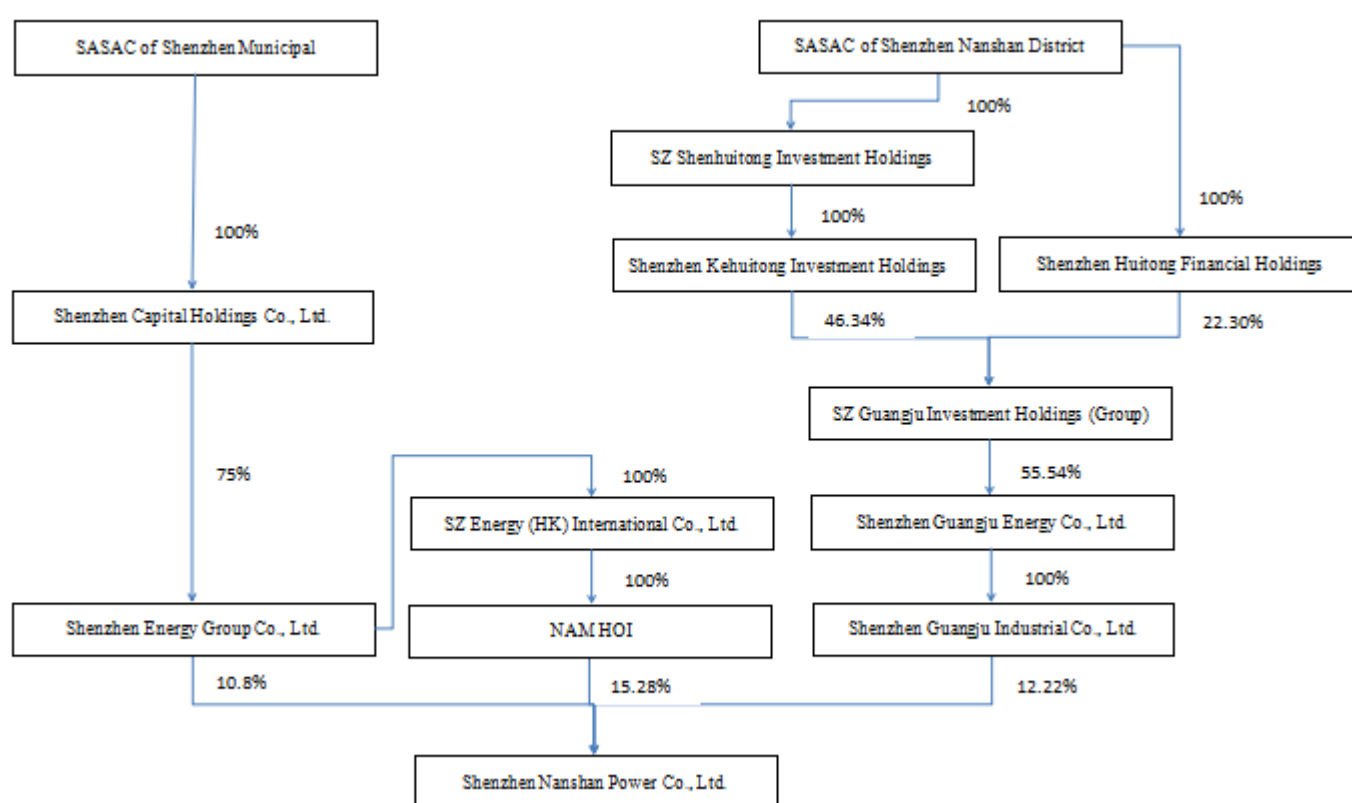 SASAC of Shenzhen Municipal
SASAC of Shenzhen Nanshan District
100%
SZ Shenhuitong Investment Holdings
100%
100%
100%
Shenzhen Kehuitong Investment Holdings
Shenzhen Huitong Financial Holdings
Shenzhen Capital Holdings Co., Ltd.
46.34%
22.30%
SZ Guangju Investment Holdings (Group)
75%
100%
55.54%
SZ Energy (HK) International Co., Ltd.
Shenzhen Guangju Energy Co., Ltd.
100%
100%
Shenzhen Energy Group Co., Ltd.
NAM HOI
Shenzhen Guangju Industrial Co., Ltd.
10.8%
15.28%
12.22%
Shenzhen Nanshan Power Co., Ltd.